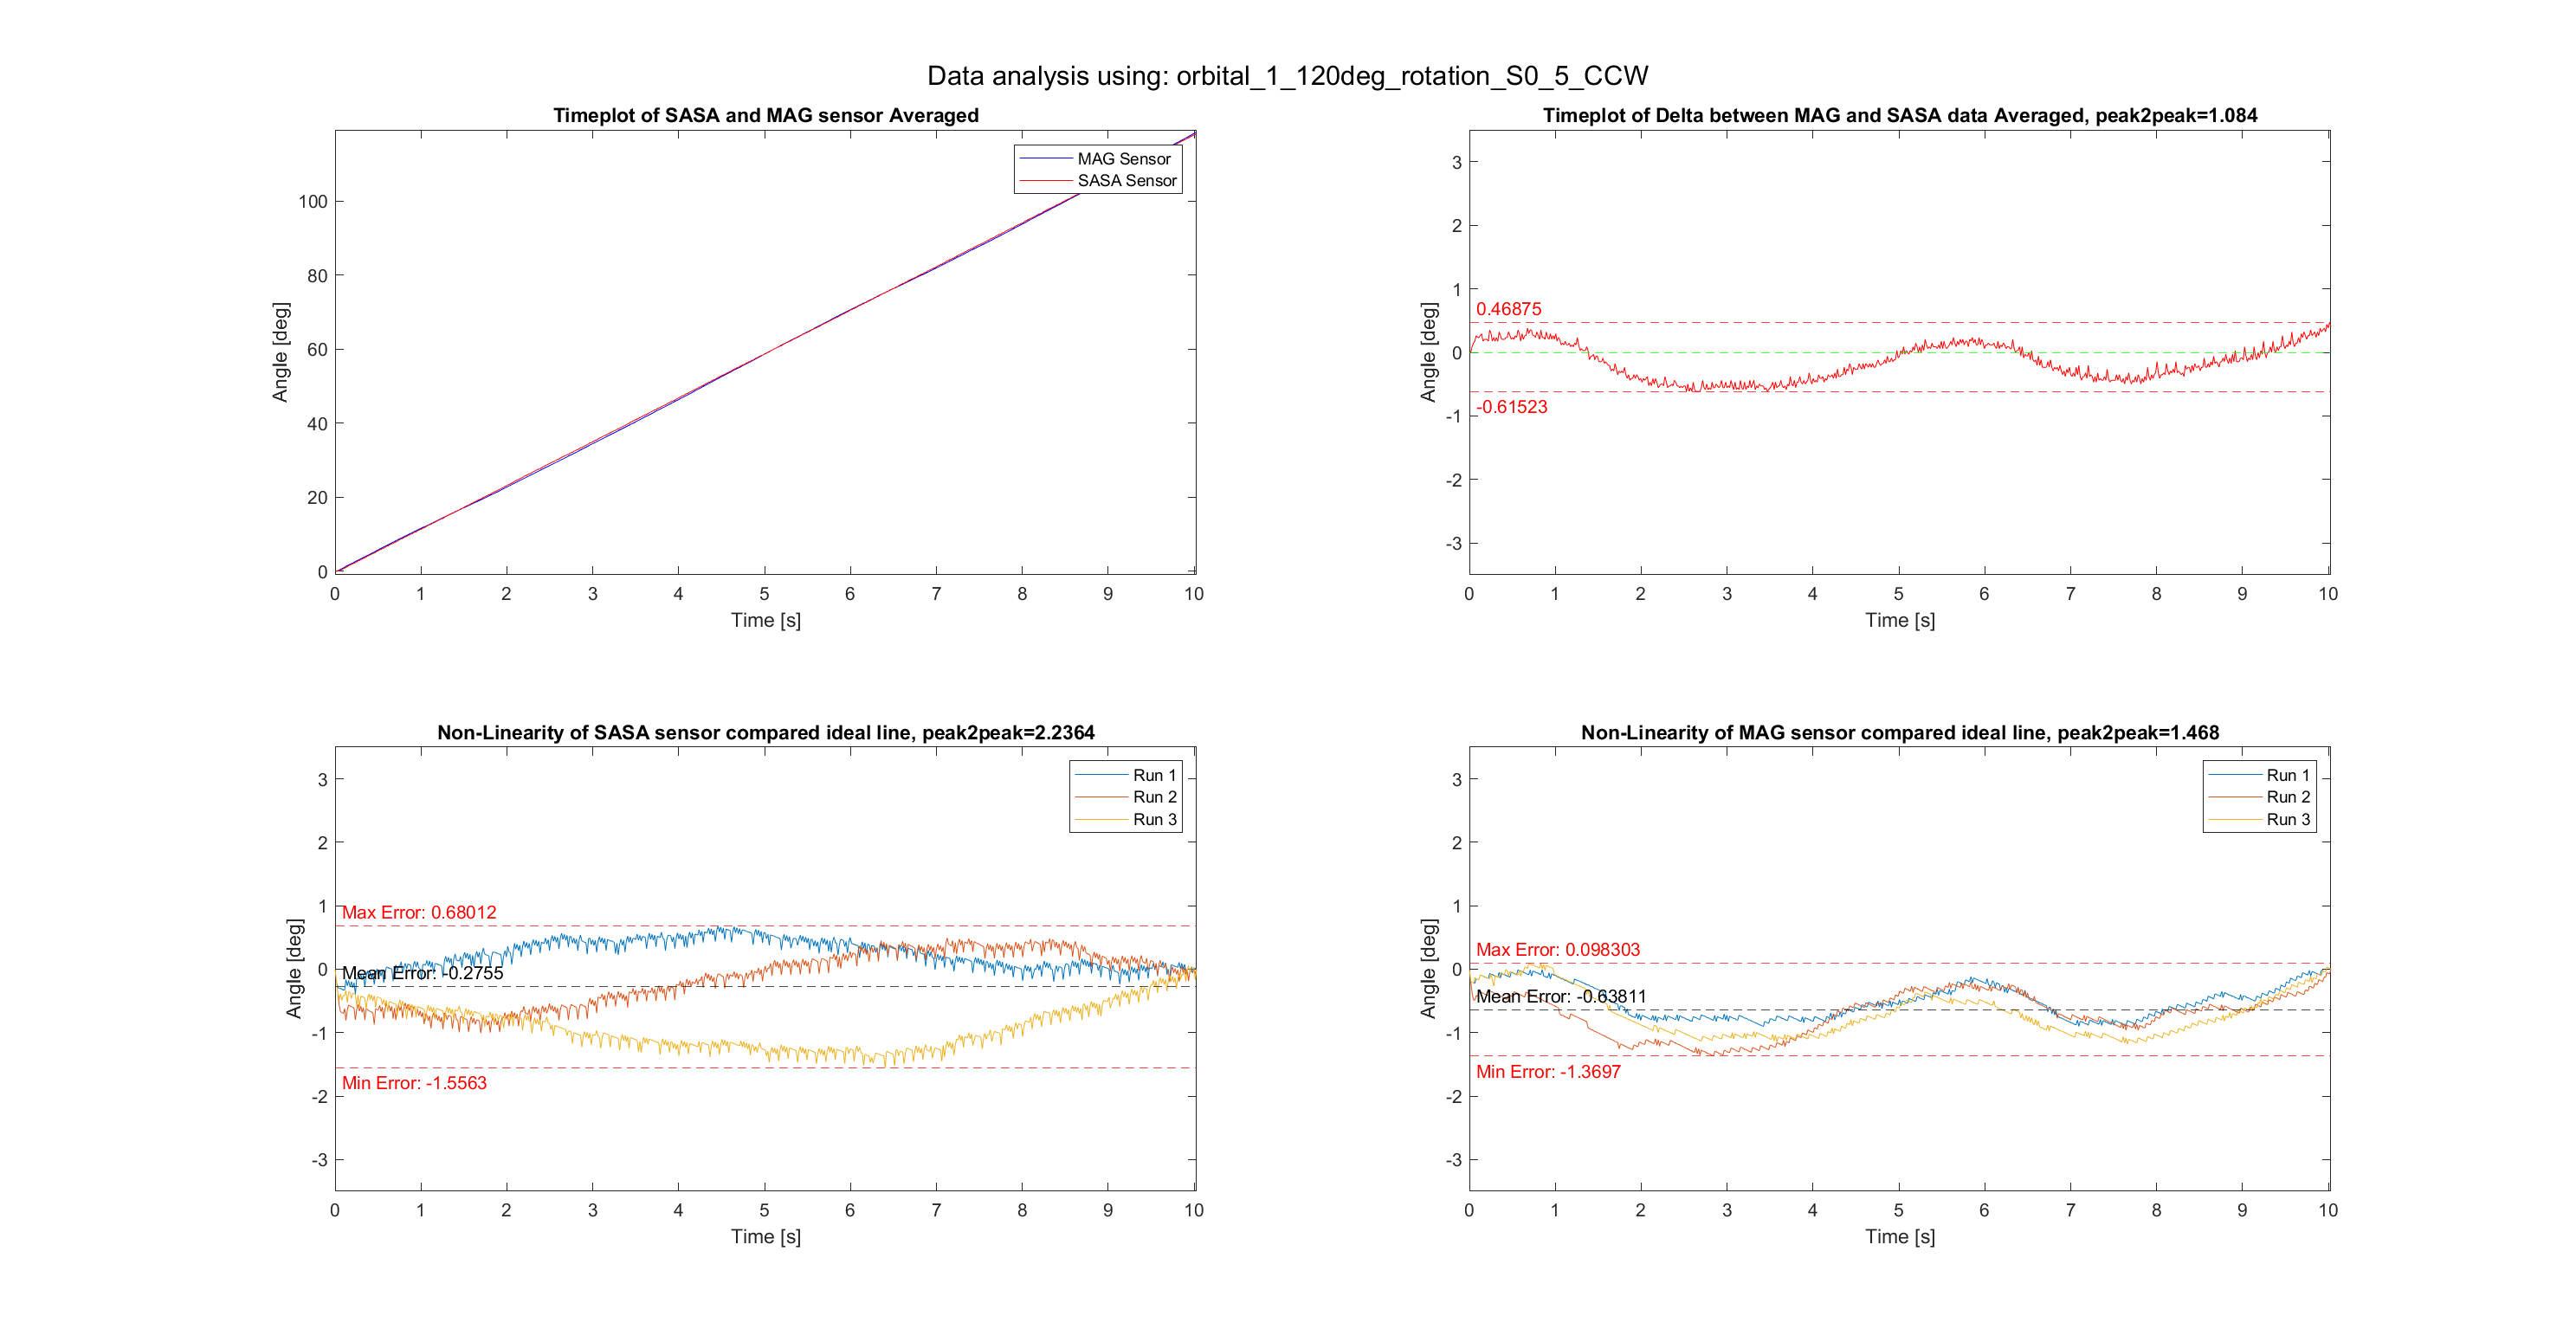 Data analysis using: orbital_1_120deg_rotation_S0_5_CCW
Timeplot of SASA and MAG sensor Averaged
MAG Sensor
SASA Sensor
100
80
60
40
20
0
0 1 2 3 4 5 6 7 8 9 10
Angle [deg]
Time [s]
Timeplot of Delta between MAG and SASA data Averaged, peak2peak=1.084
3
2
1
0
-1
-2
-3
0.46875
-0.61523
0 1 2 3 4 5 6 7 8 9 10
Angle [deg]
Time [s]
Non-Linearity of SASA sensor compared ideal line, peak2peak=2.2364
Run 1
Run 2
Run 3
3
2
1
0
-1
-2
-3
Max Error: 0.68012
Mean Error: -0.2755
Min Error: -1.5563
0 1 2 3 4 5 6 7 8 9 10
Angle [deg]
Time [s]
Non-Linearity of MAG sensor compared ideal line, peak2peak=1.468
Run 1
Run 2
Run 3
3
2
1
0
-1
-2
-3
Max Error: 0.098303
Mean Error: -0.63811
Min Error: -1.3697
0 1 2 3 4 5 6 7 8 9 10
Angle [deg]
Time [s]